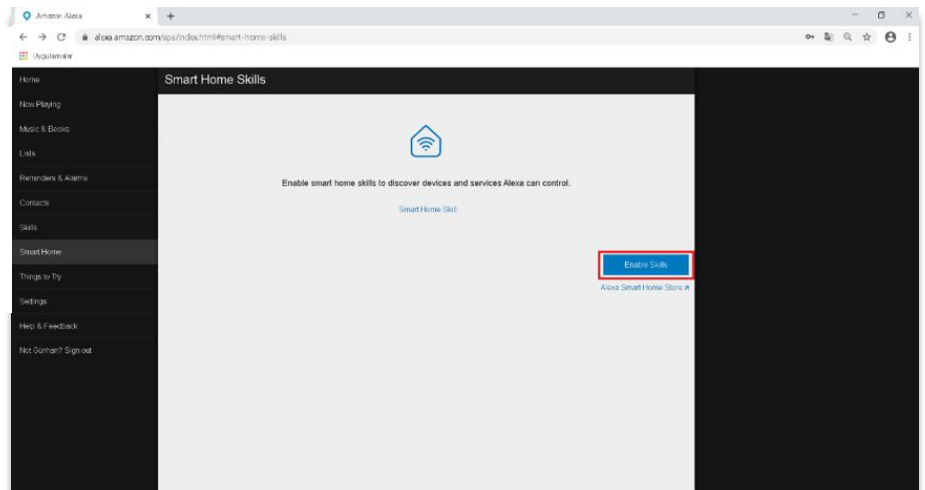 Amazon Alexa
alexa.amazon.com/spa/index.html#smart-home-skills
Uygulamalar
Home
Smart Home Skills
Now Playing
Music & Books
Lists
Reminders & Alarms
Contacts
Skills
Smart Home
Things to Try
Settings
Help & Feedback
Not Gürhan? Sign out
Enable smart home skills to discover devices and services Alexa can control.
Smart Home Skill
Enable Skills
Alexa Smart Home Store